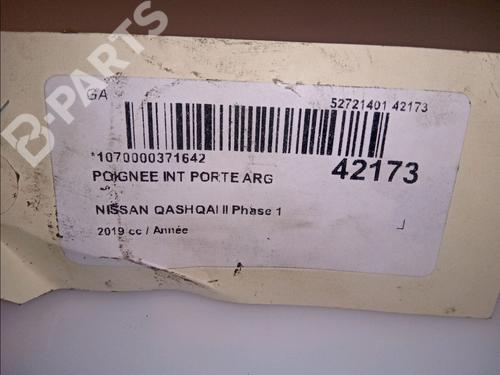 B-PARTS
GA
52721401 42173
*1070000371642
42173
POIGNEE INT PORTE ARG
NISSAN QASHQAI II Phase 1
2019 cc / Année